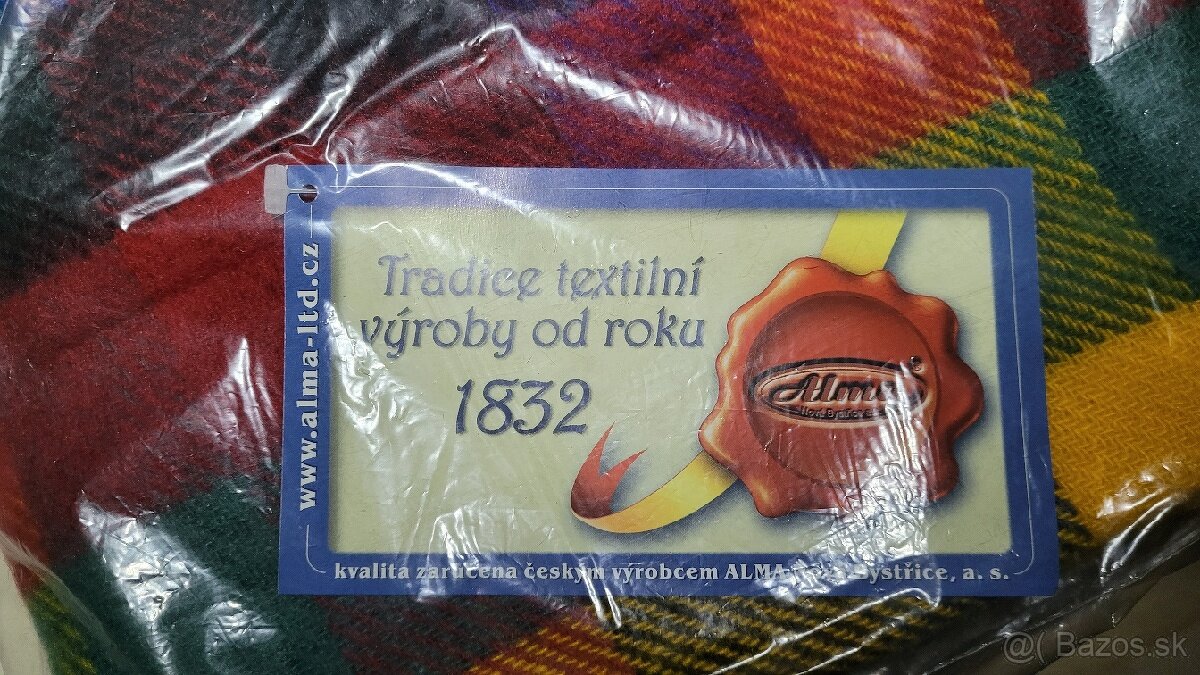 www.alma-ltd.cz
Tradice textilní
výroby od roku
1832
Alma®
kvalita zaručena českým výrobcem ALMA Bystřice, a. s.
@( Bazos.sk